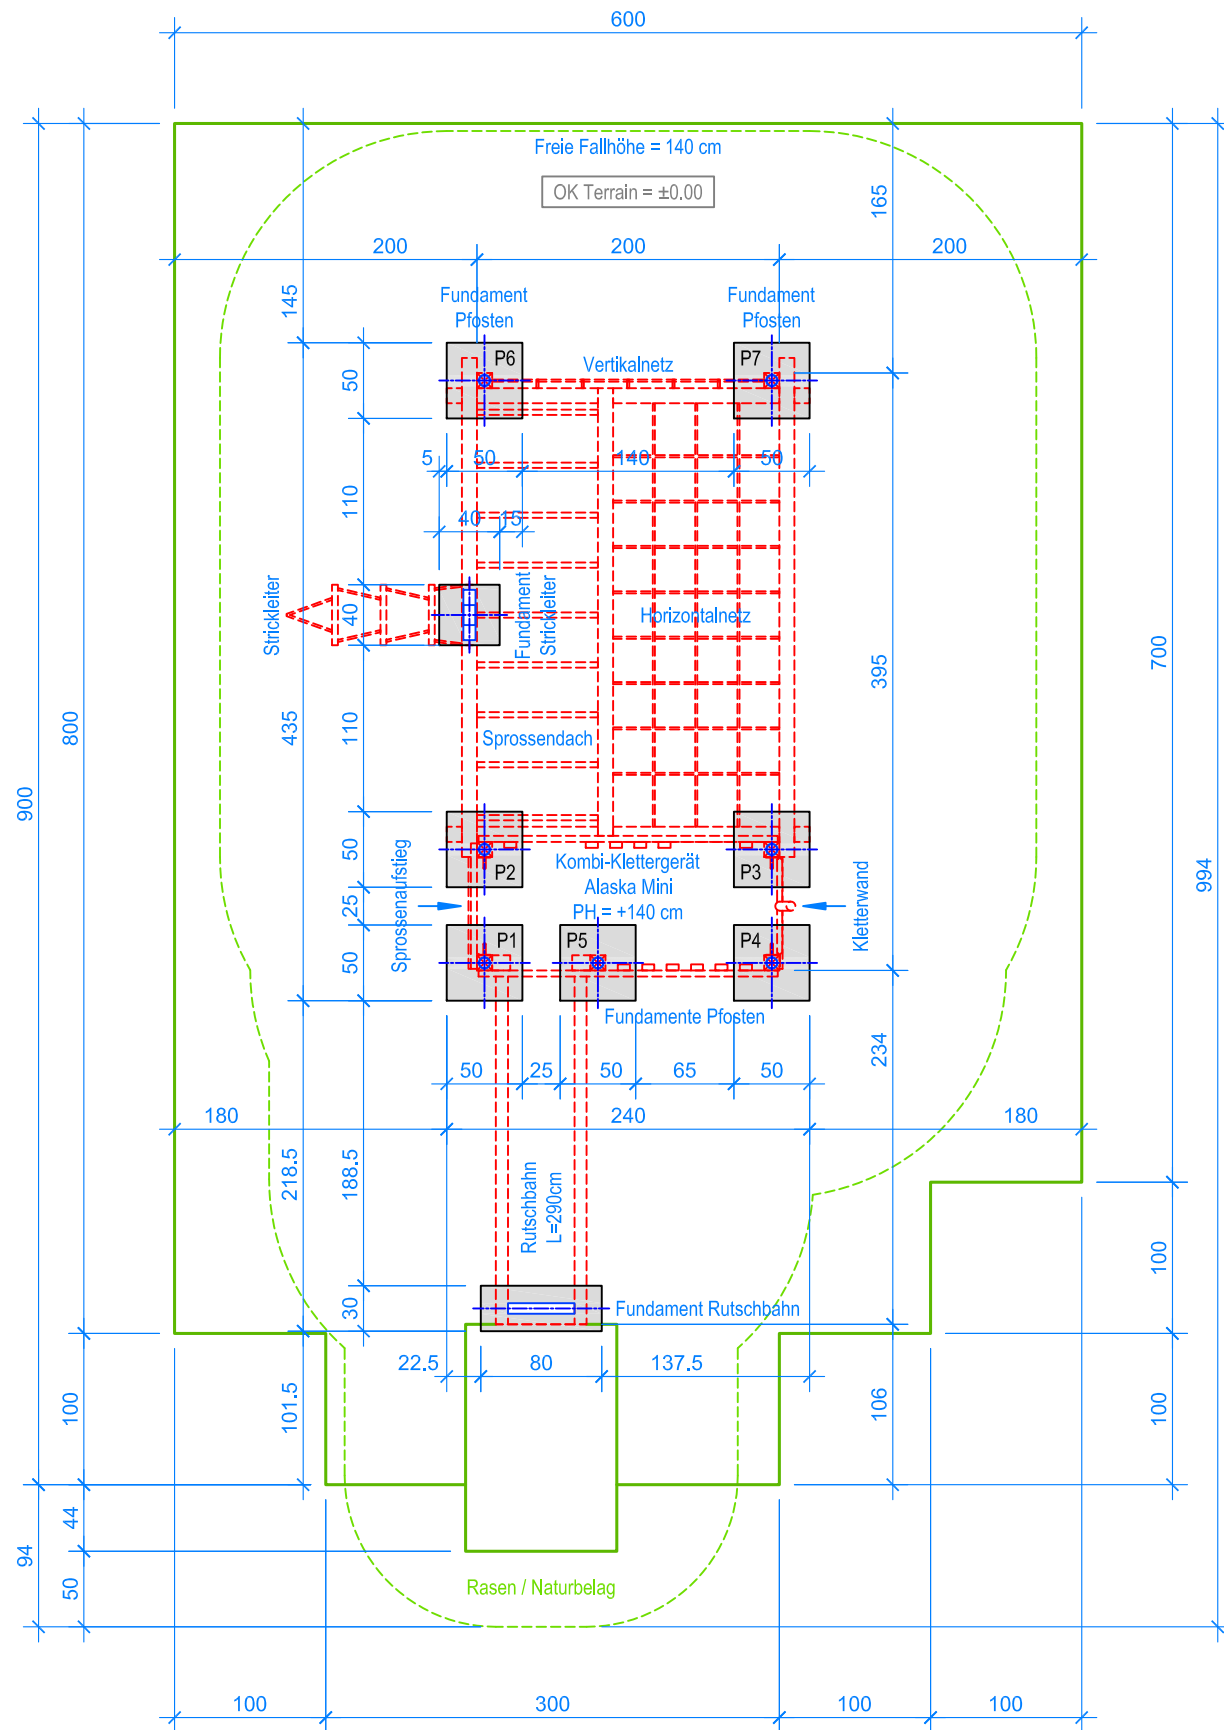 600
Freie Fallhöhe = 140 cm
OK Terrain = ±0.00
165
200
200
200
145
Fundament
Pfosten
Fundament
Pfosten
P6
P7
Vertikalnetz
50
5
50
140
50
110
40
15
Strickleiter
40
Fundament
Strickleiter
Horizontalnetz
395
700
800
435
110
Sprossendach
900
994
50
Sprossenaufstieg
P2
P3
Kombi-Klettergerät
Alaska Mini
PH = +140 cm
Kletterwand
25
P1
P5
P4
50
Fundamente Pfosten
234
50
25
50
65
50
180
240
180
218.5
188.5
Rutschbahn
L=290cm
100
30
Fundament Rutschbahn
22.5
80
137.5
100
101.5
106
100
44
94
50
Rasen / Naturbelag
100
300
100
100